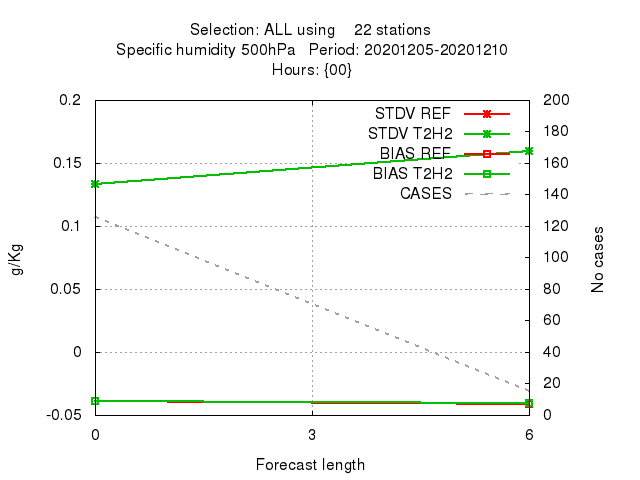 Selection: ALL using    22 stations
Specific humidity 500hPa   Period: 20201205-20201210
Hours: {00}
0.2
0.15
0.1
0.05
0
-0.05
g/Kg
STDV REF
STDV T2H2
BIAS REF
BIAS T2H2
CASES
200
180
160
140
120
100
80
60
40
20
0
No cases
0
3
6
Forecast length